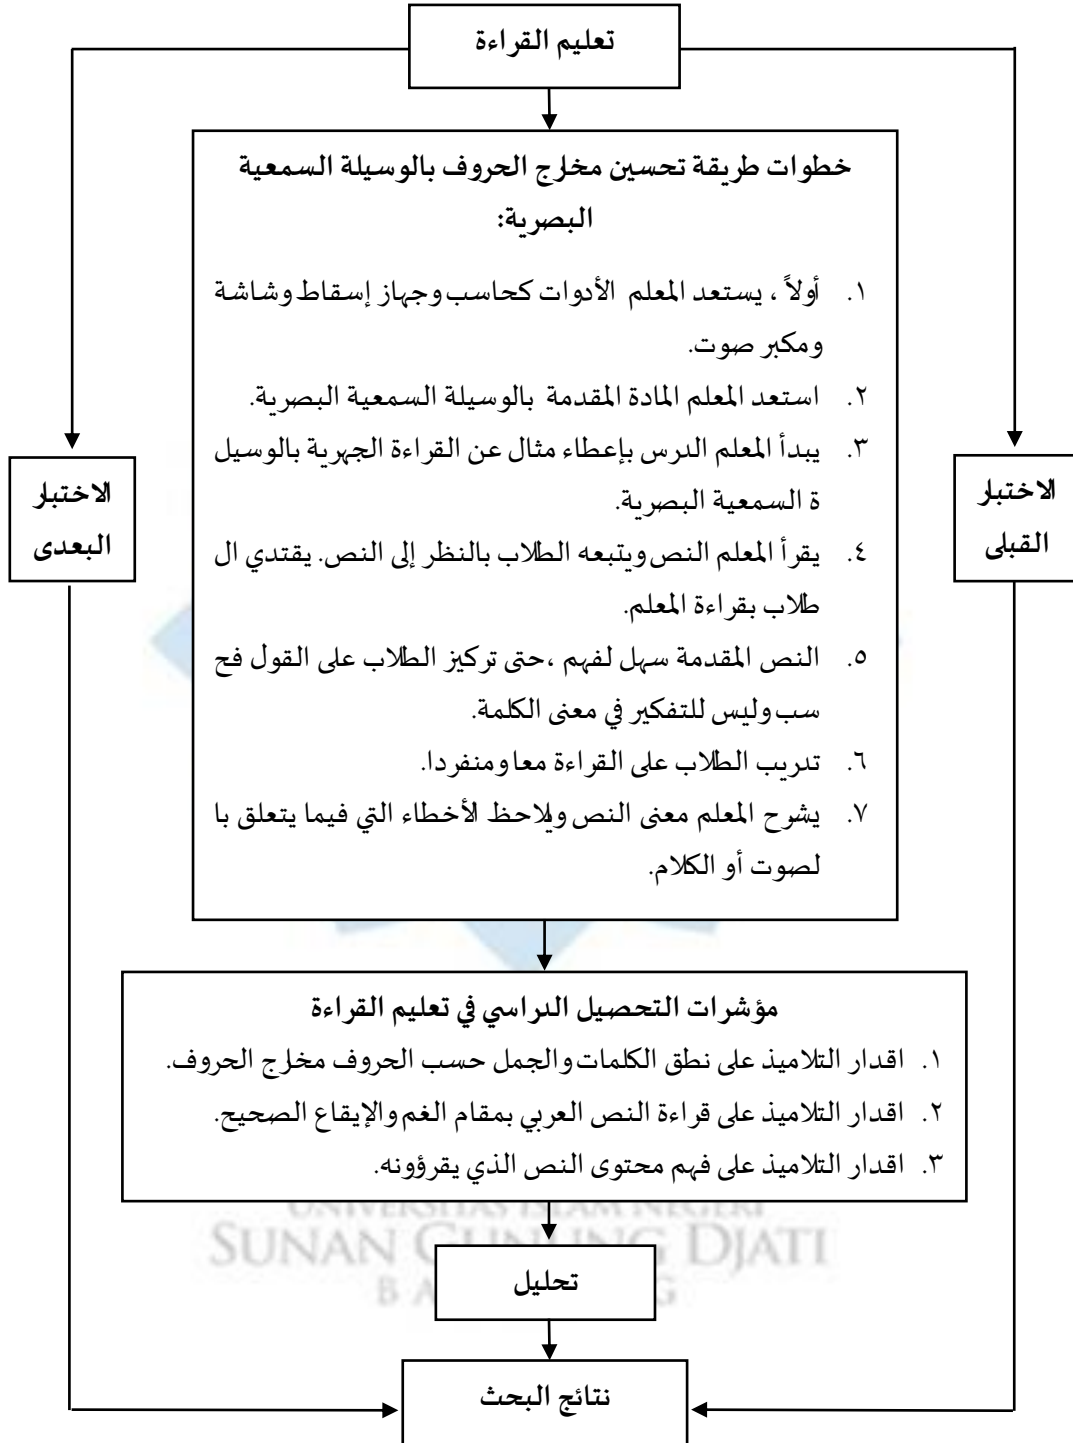 تعليم القراءة
خطوات طريقة تحسين مخارج الحروف بالوسيلة السمعية
البصرية:
١. أولاً ، يستعد المعلم الأدوات كحاسب وجهاز إسقاط وشاشة
ومكبر صوت.
٢. استعد المعلم المادة المقدمة بالوسيلة السمعية البصرية.
٣. يبدأ المعلم الدرس بإعطاء مثال عن القراءة الجهرية بالوسيل
ة السمعية البصرية.
٤. يقرأ المعلم النص ويتبعه الطلاب بالنظر إلى النص. يقتدي ال
طلاب بقراءة المعلم.
٥. النص المقدمة سهل لفهم ،حتى تركيز الطلاب على القول فح
سب وليس للتفكير في معنى الكلمة.
٦. تدريب الطلاب على القراءة معا ومنفردا.
٧. يشرح المعلم معنى النص ويلاحظ الأخطاء التي فيما يتعلق با
لصوت أو الكلام.
الاختبار
القبلى
الاختبار
البعدى
مؤشرات التحصيل الدراسي في تعليم القراءة
١. اقدار التلاميذ على نطق الكلمات والجمل حسب الحروف مخارج الحروف.
٢. اقدار التلاميذ على قراءة النص العربي بمقام الغم والإيقاع الصحيح.
٣. اقدار التلاميذ على فهم محتوى النص الذي يقرؤونه.
UNIVERSITAS ISLAM NEGERI
SUNAN GUNUNG DJATI
تحليل
نتائج البحث